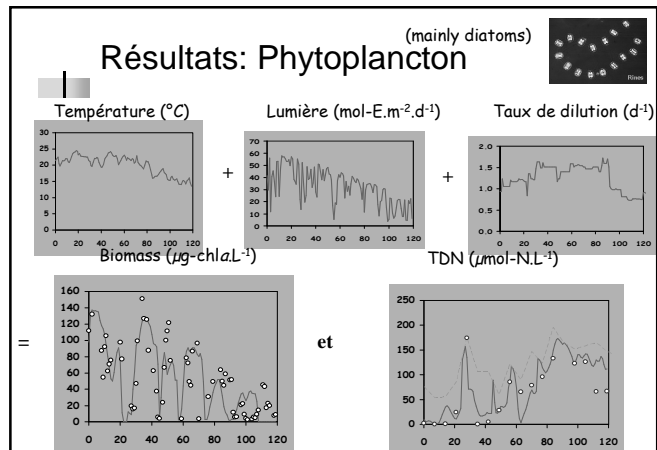 (mainly diatoms)
Résultats: Phytoplancton
Rines
Température (°C)
Lumière (mol-E.m-2.d-1)
Taux de dilution (d-1)
30
25
20
15
10
5
0
0 20 40 60 80 100 120
+
70
60
50
40
30
20
10
0
0 20 40 60 80 100 120
+
2.0
1.5
1.0
0.5
0.0
0 20 40 60 80 100 120
Biomass (µg-chla.L-1)
TDN (µmol-N.L-1)
=
160
140
120
100
80
60
40
20
0
0 20 40 60 80 100 120
et
250
200
150
100
50
0
0 20 40 60 80 100 120